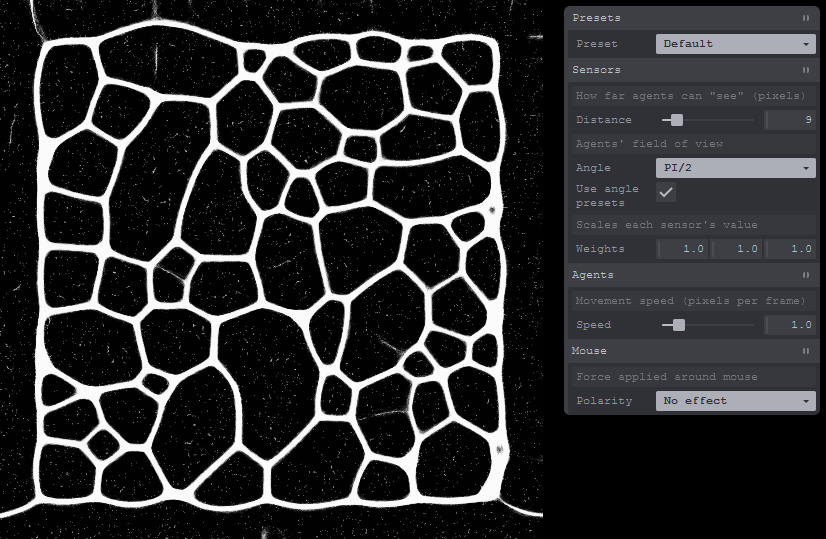 Presets
Preset Default
Sensors
How far agents can "see" (pixels)
Distance 9
Agents' field of view
Angle PI/2
Use angle
presets
Scales each sensor's value
Weights 1.0 1.0 1.0
Agents
Movement speed (pixels per frame)
Speed 1.0
Mouse
Force applied around mouse
Polarity No effect